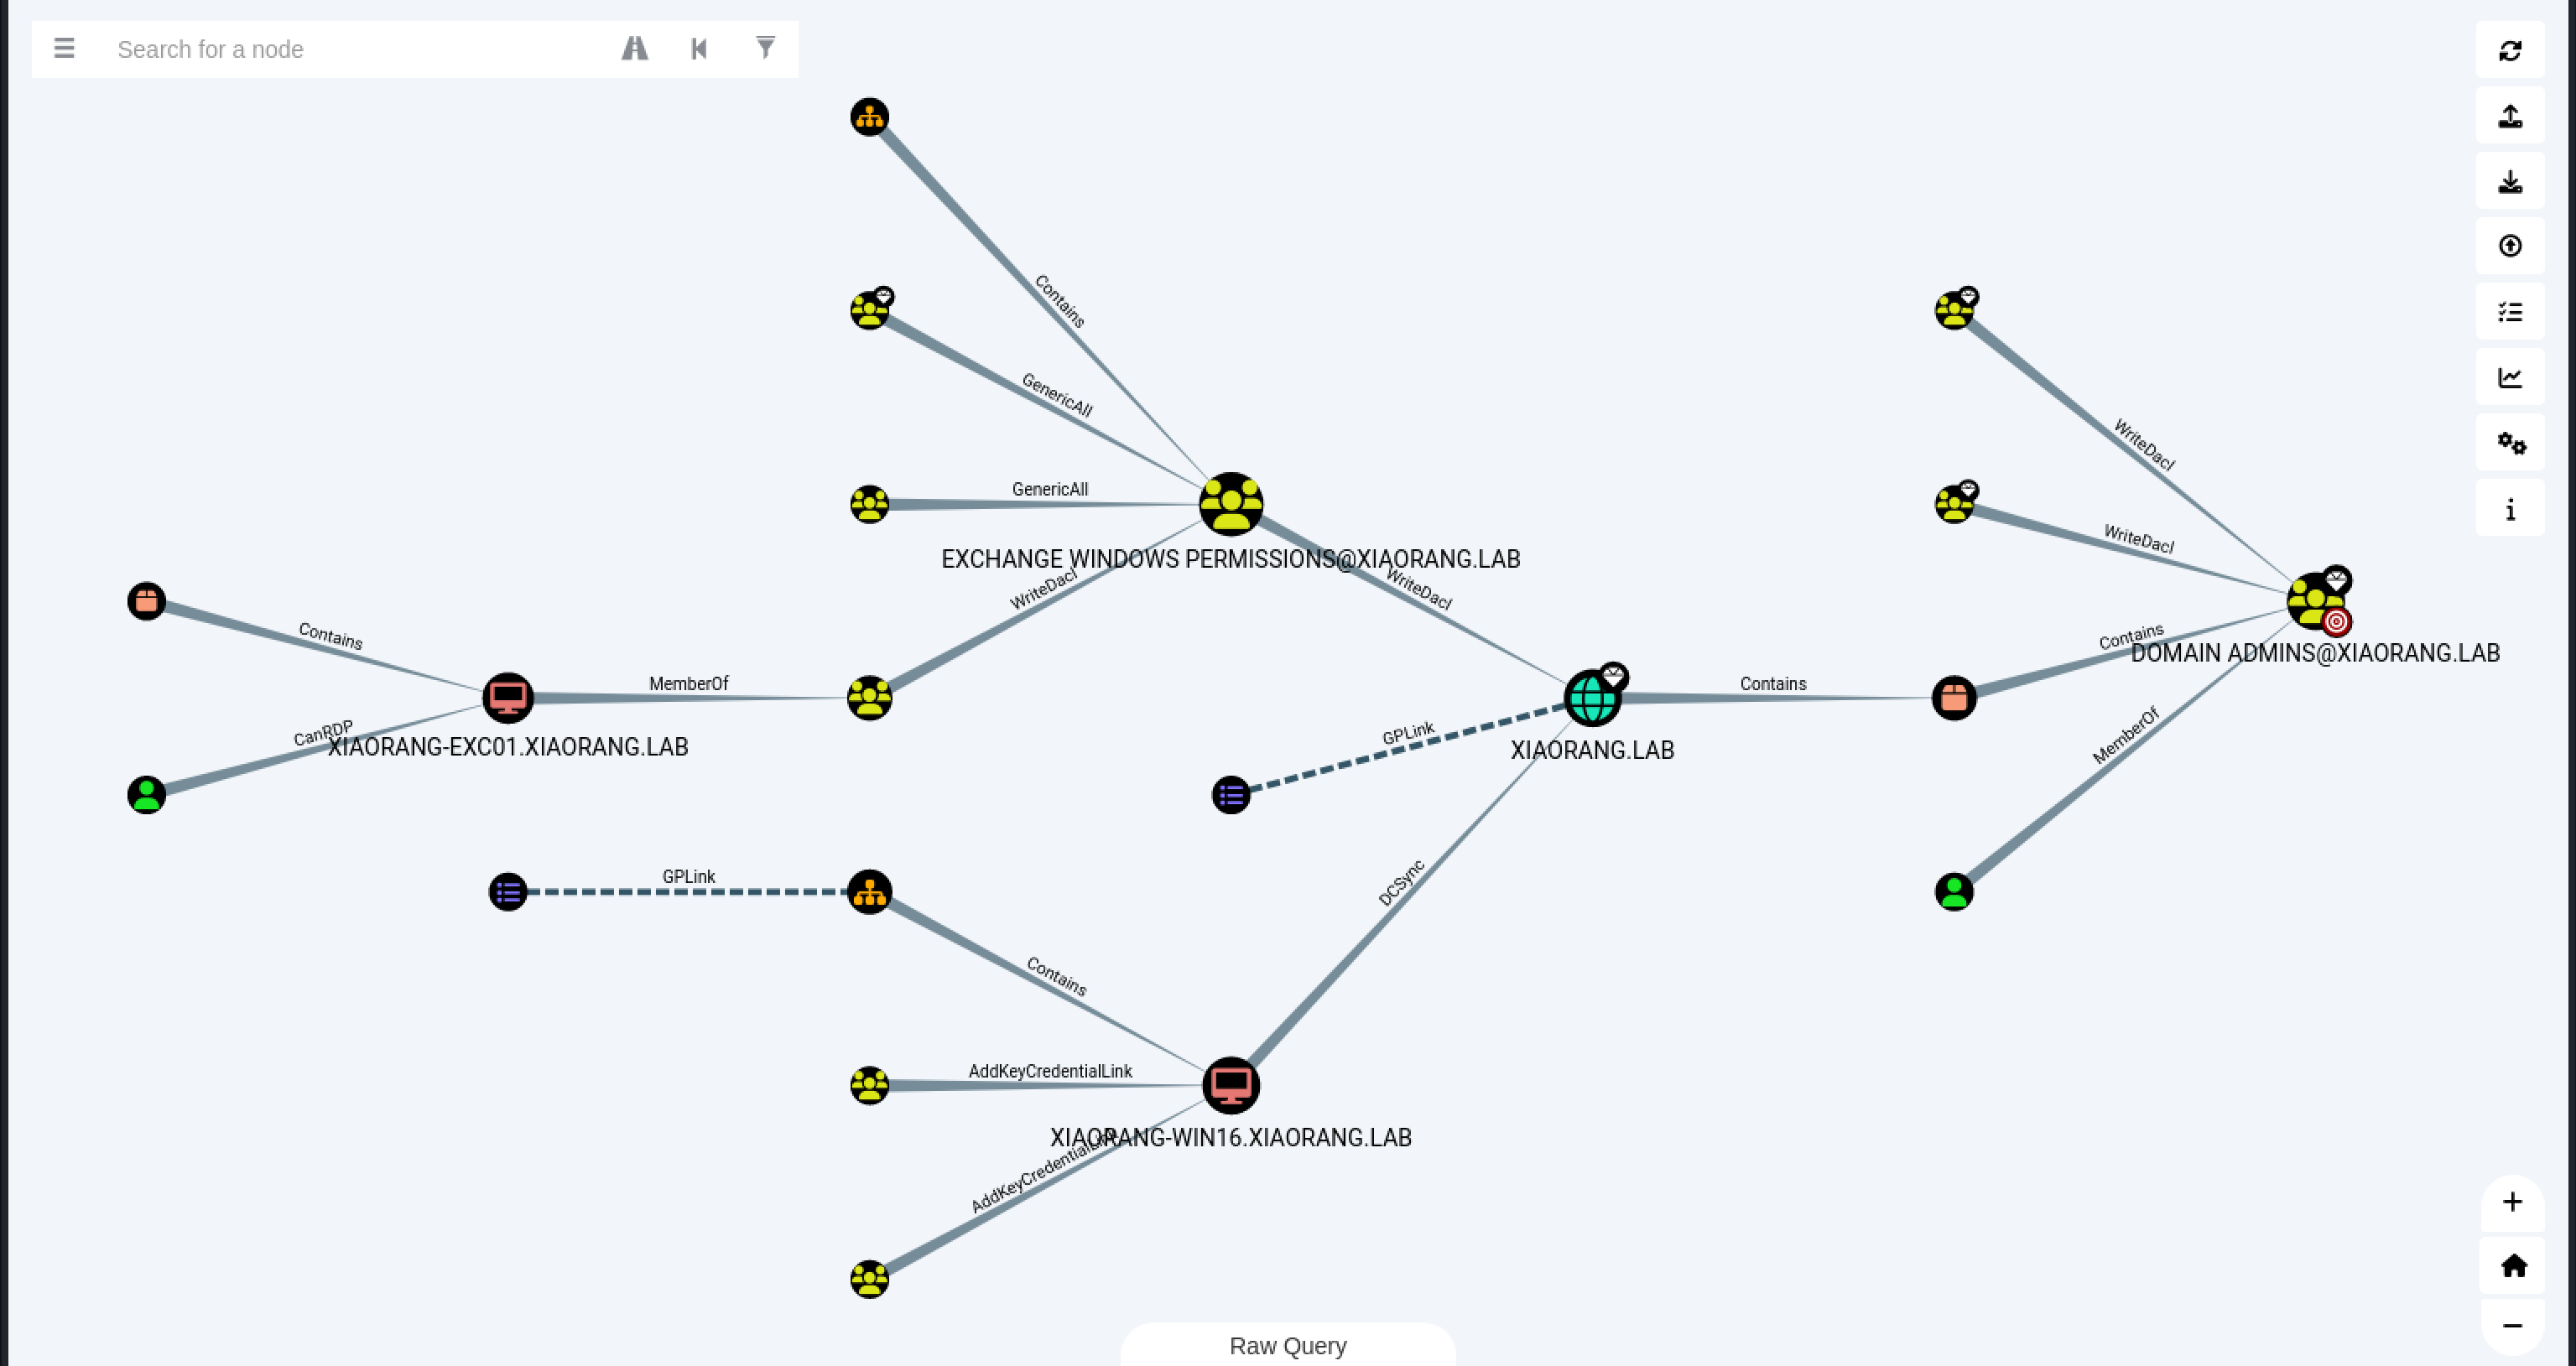 Search for a node
Contains
GenericAll
GenericAll
EXCHANGE WINDOWS PERMISSIONS@XIAORANG.LAB
WriteDacl
WriteDacl
WriteDacl
WriteDacl
Contains
MemberOf
CanRDP
XIAORANG-EXC01.XIAORANG.LAB
Contains
DOMAIN ADMINS@XIAORANG.LAB
Contains
XIAORANG.LAB
GPLink
MemberOf
GPLink
DCSync
Contains
AddKeyCredentialLink
XIAORANG-WIN16.XIAORANG.LAB
AddKeyCredentialLink
Raw Query